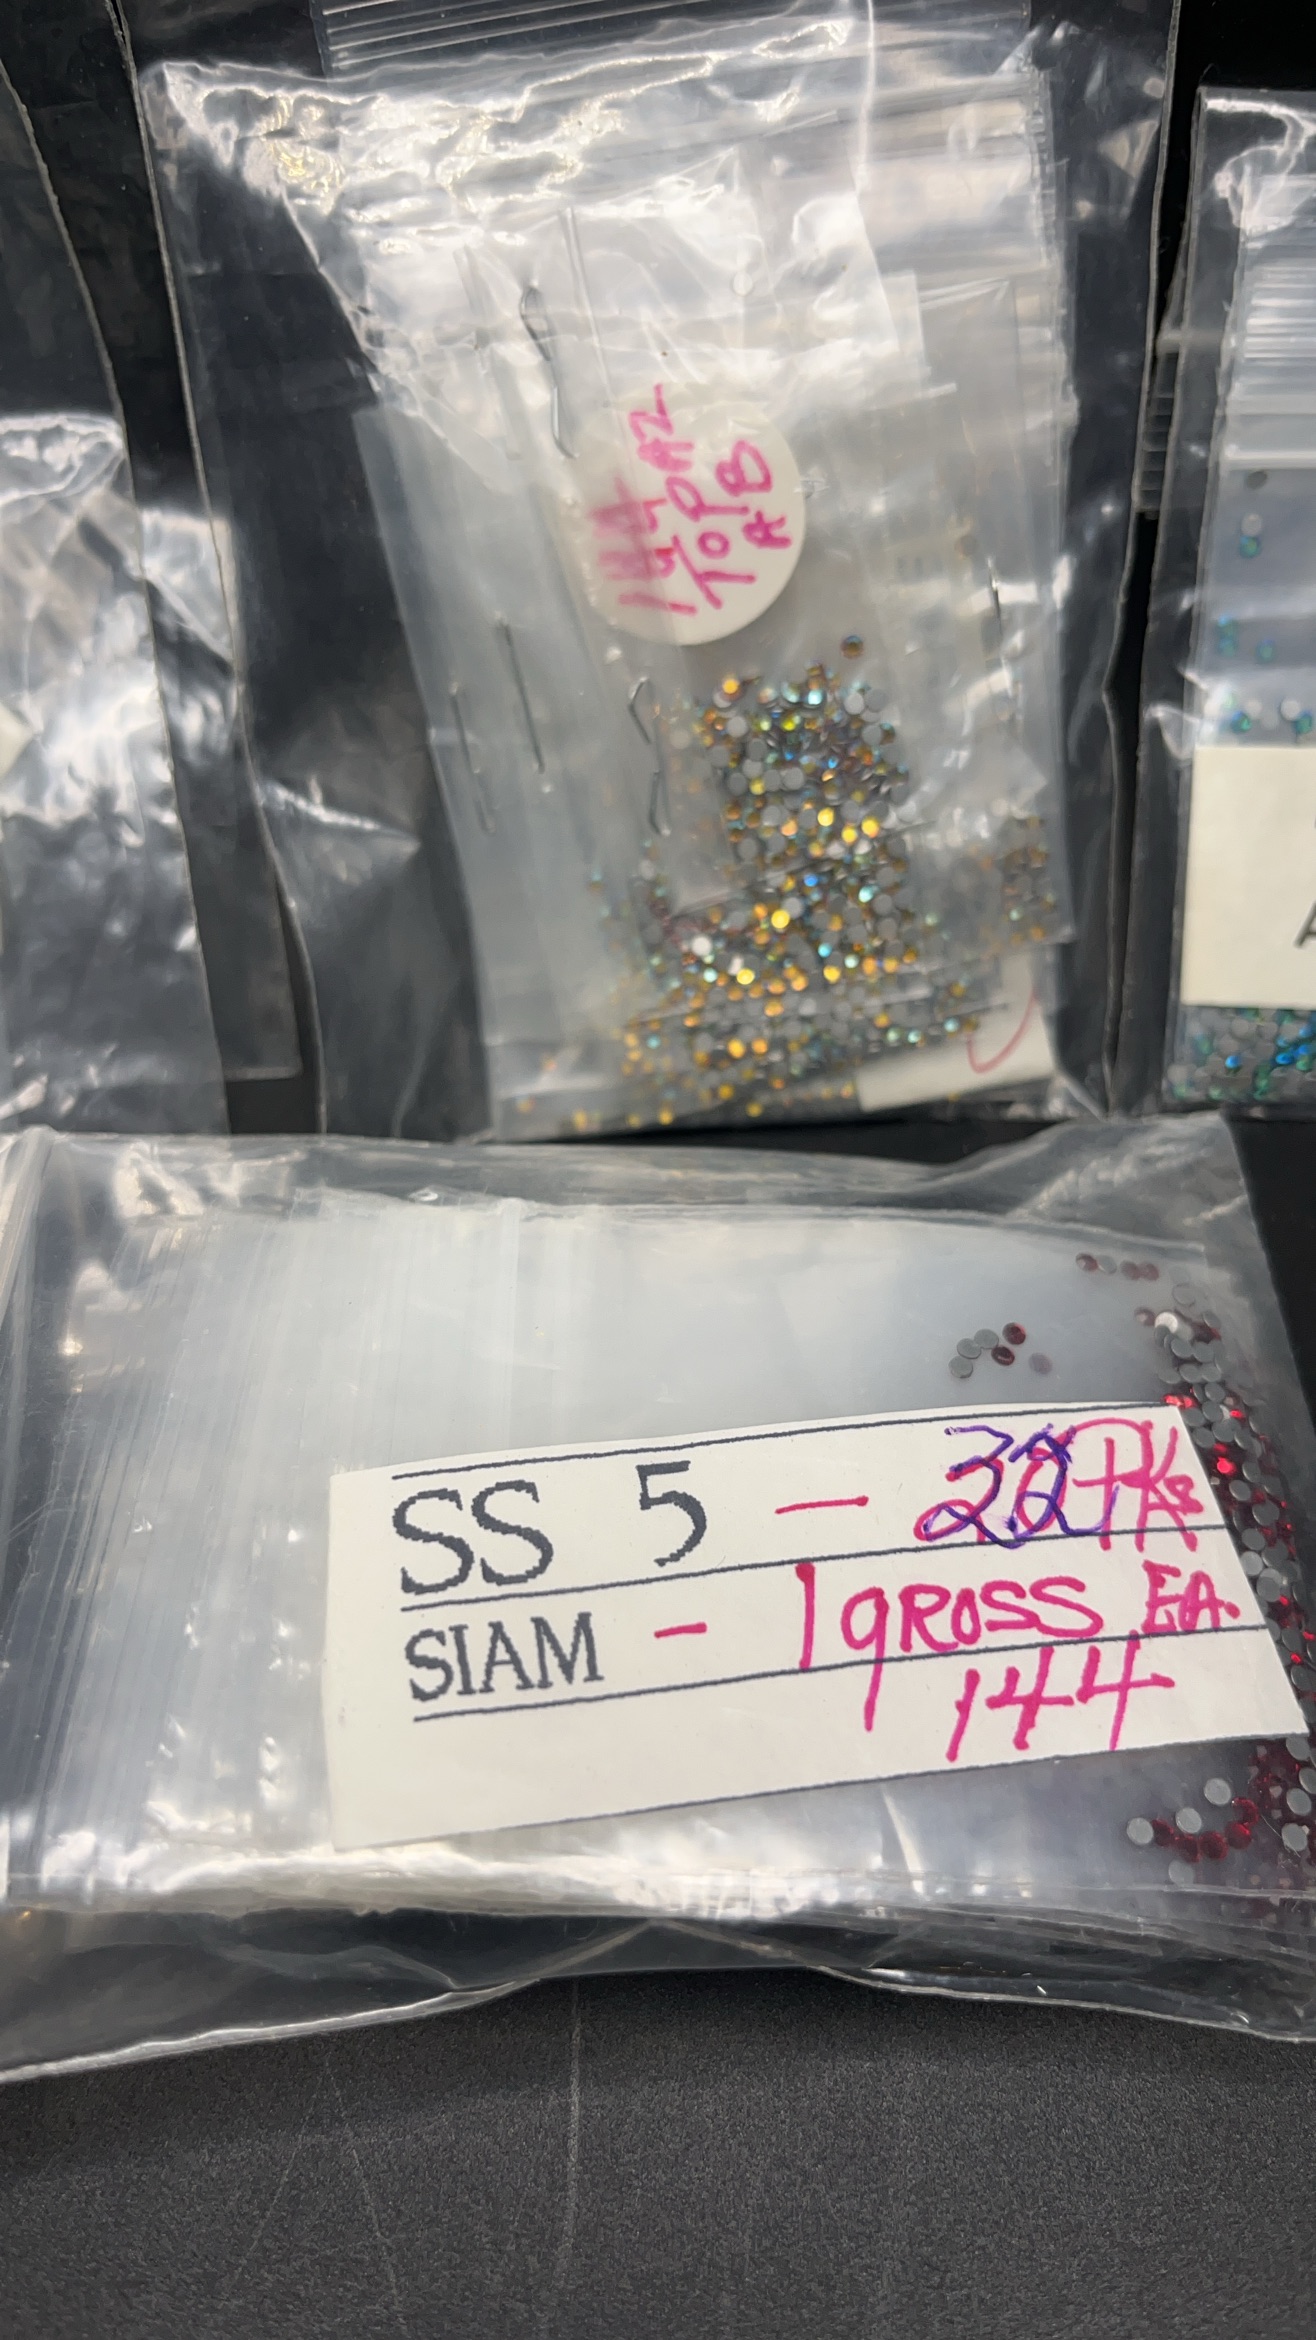 144
TOPAZ
AB
SS 5 — 22 PKs
SIAM - 1 gROSS EA.
144
A